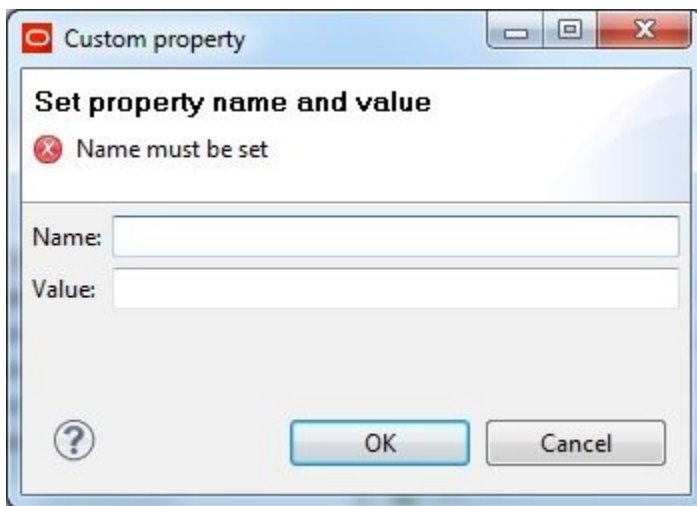 Custom property
Set property name and value
Name must be set
Name:
Value:
?
OK
Cancel